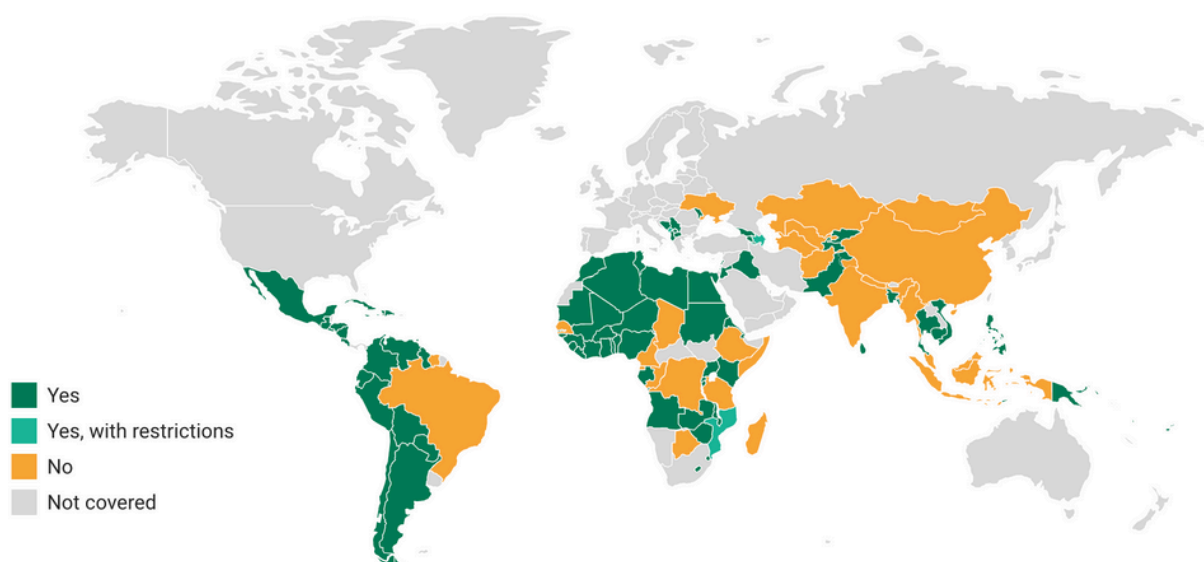 Yes
Yes, with restrictions
No
Not covered